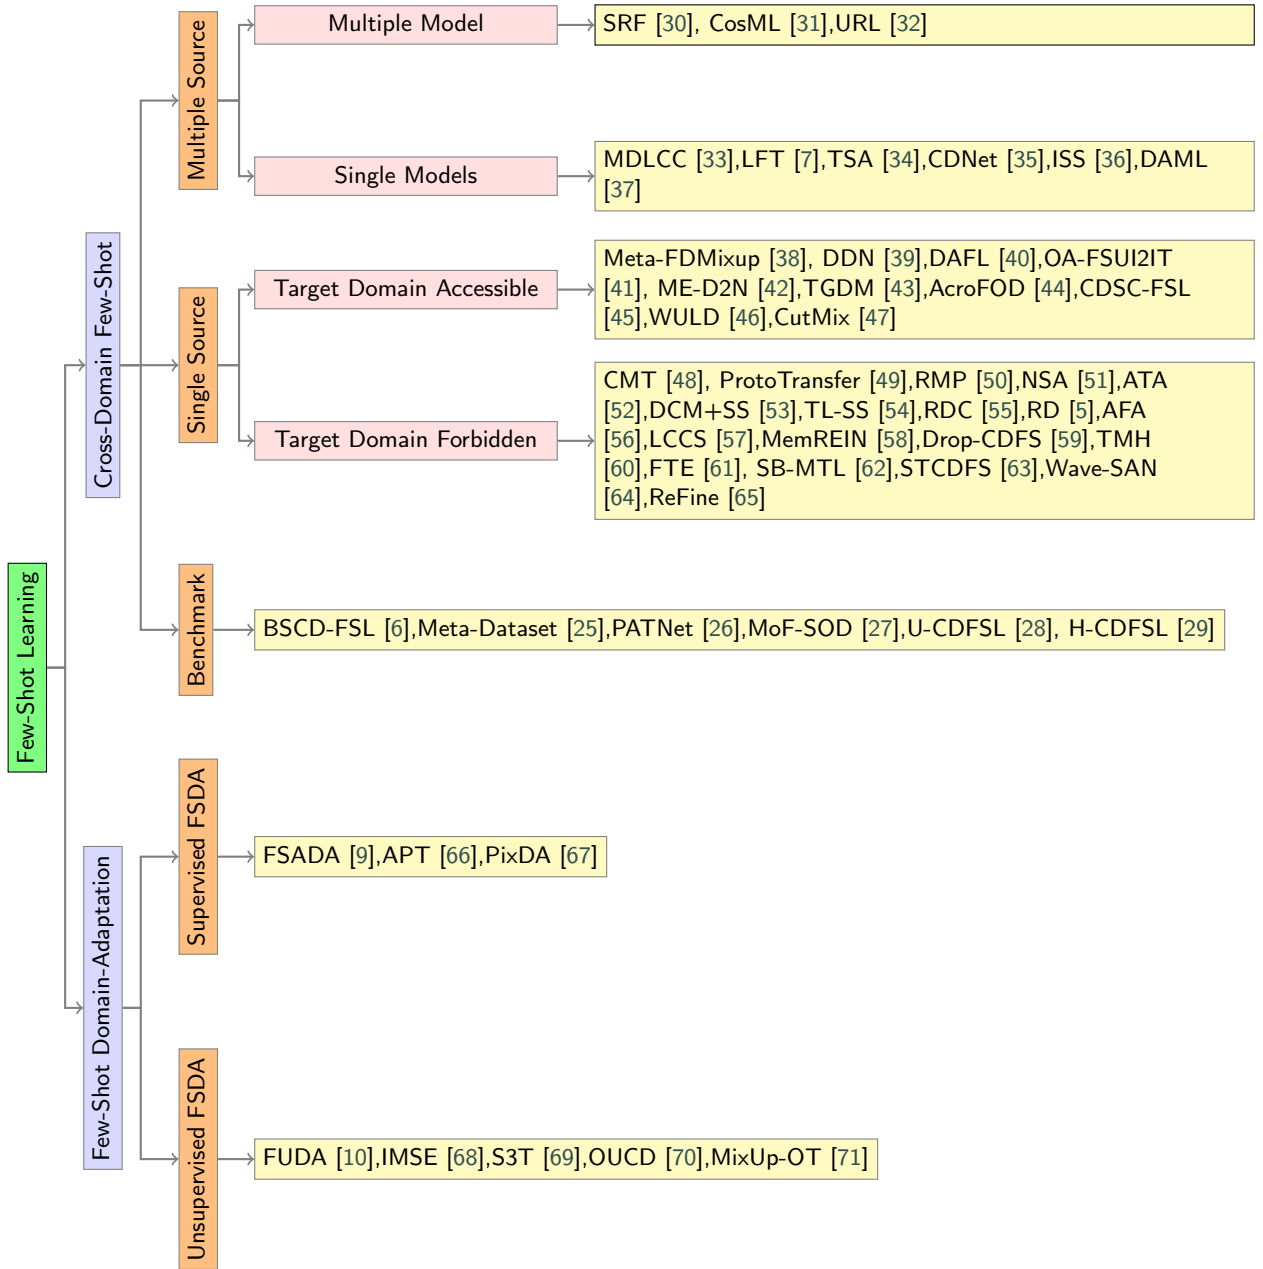 Few-Shot Learning
Cross-Domain Few-Shot
Multiple Source
Multiple Model
SRF [30], CosML [31],URL [32]
Single Models
MDLCC [33],LFT [7],TSA [34],CDNet [35],ISS [36],DAML
[37]
Single Source
Target Domain Accessible
Meta-FDMixup [38], DDN [39],DAFL [40],OA-FSUI2IT
[41], ME-D2N [42],TGDM [43],AcroFOD [44],CDSC-FSL
[45],WULD [46],CutMix [47]
Target Domain Forbidden
CMT [48], ProtoTransfer [49],RMP [50],NSA [51],ATA
[52],DCM+SS [53],TL-SS [54],RDC [55],RD [5],AFA
[56],LCCS [57],MemREIN [58],Drop-CDFS [59],TMH
[60],FTE [61], SB-MTL [62],STCDFS [63],Wave-SAN
[64],ReFine [65]
Benchmark
BSCD-FSL [6],Meta-Dataset [25],PATNet [26],MoF-SOD [27],U-CDFSL [28], H-CDFSL [29]
Few-Shot Domain-Adaptation
Supervised FSDA
FSADA [9],APT [66],PixDA [67]
Unsupervised FSDA
FUDA [10],IMSE [68],S3T [69],OUCD [70],MixUp-OT [71]